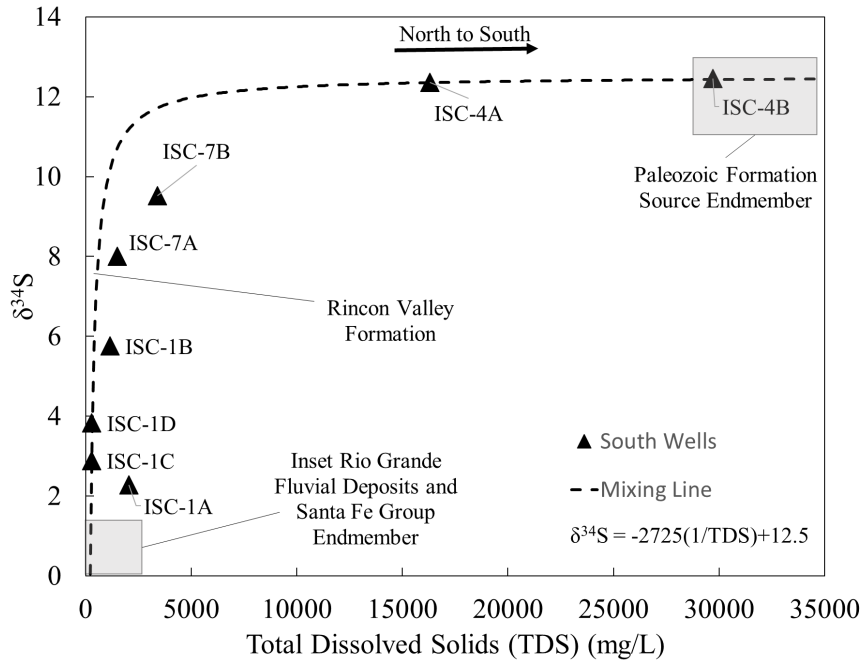 North to South
ISC-4A
ISC-4B
ISC-7B
Paleozoic Formation
Source Endmember
ISC-7A
Rincon Valley
Formation
ISC-1B
ISC-1D
ISC-1C
ISC-1A
Inset Rio Grande
Fluvial Deposits and
Santa Fe Group
Endmember
South Wells
Mixing Line
δ³⁴S = -2725(1/TDS)+12.5
δ³⁴S
14
12
10
8
6
4
2
0
0 5000 10000 15000 20000 25000 30000 35000
Total Dissolved Solids (TDS) (mg/L)